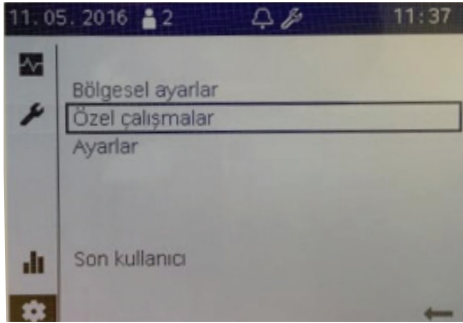 11.05.2016 2 11:37
Bölgesel ayarlar
Özel çalışmalar
Ayarlar
Son kullanıcı